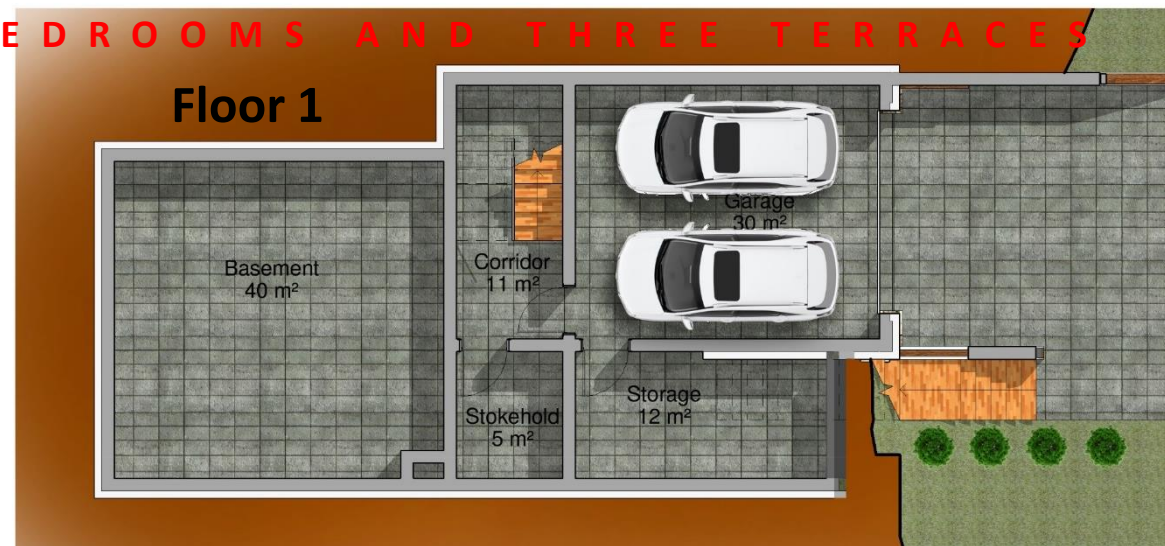 E D R O O M S   A N D   T H R E E   T E R R A C E S
Floor 1
Garage
30 m²
Basement
40 m²
Corridor
11 m²
Storage
12 m²
Stokehold
5 m²